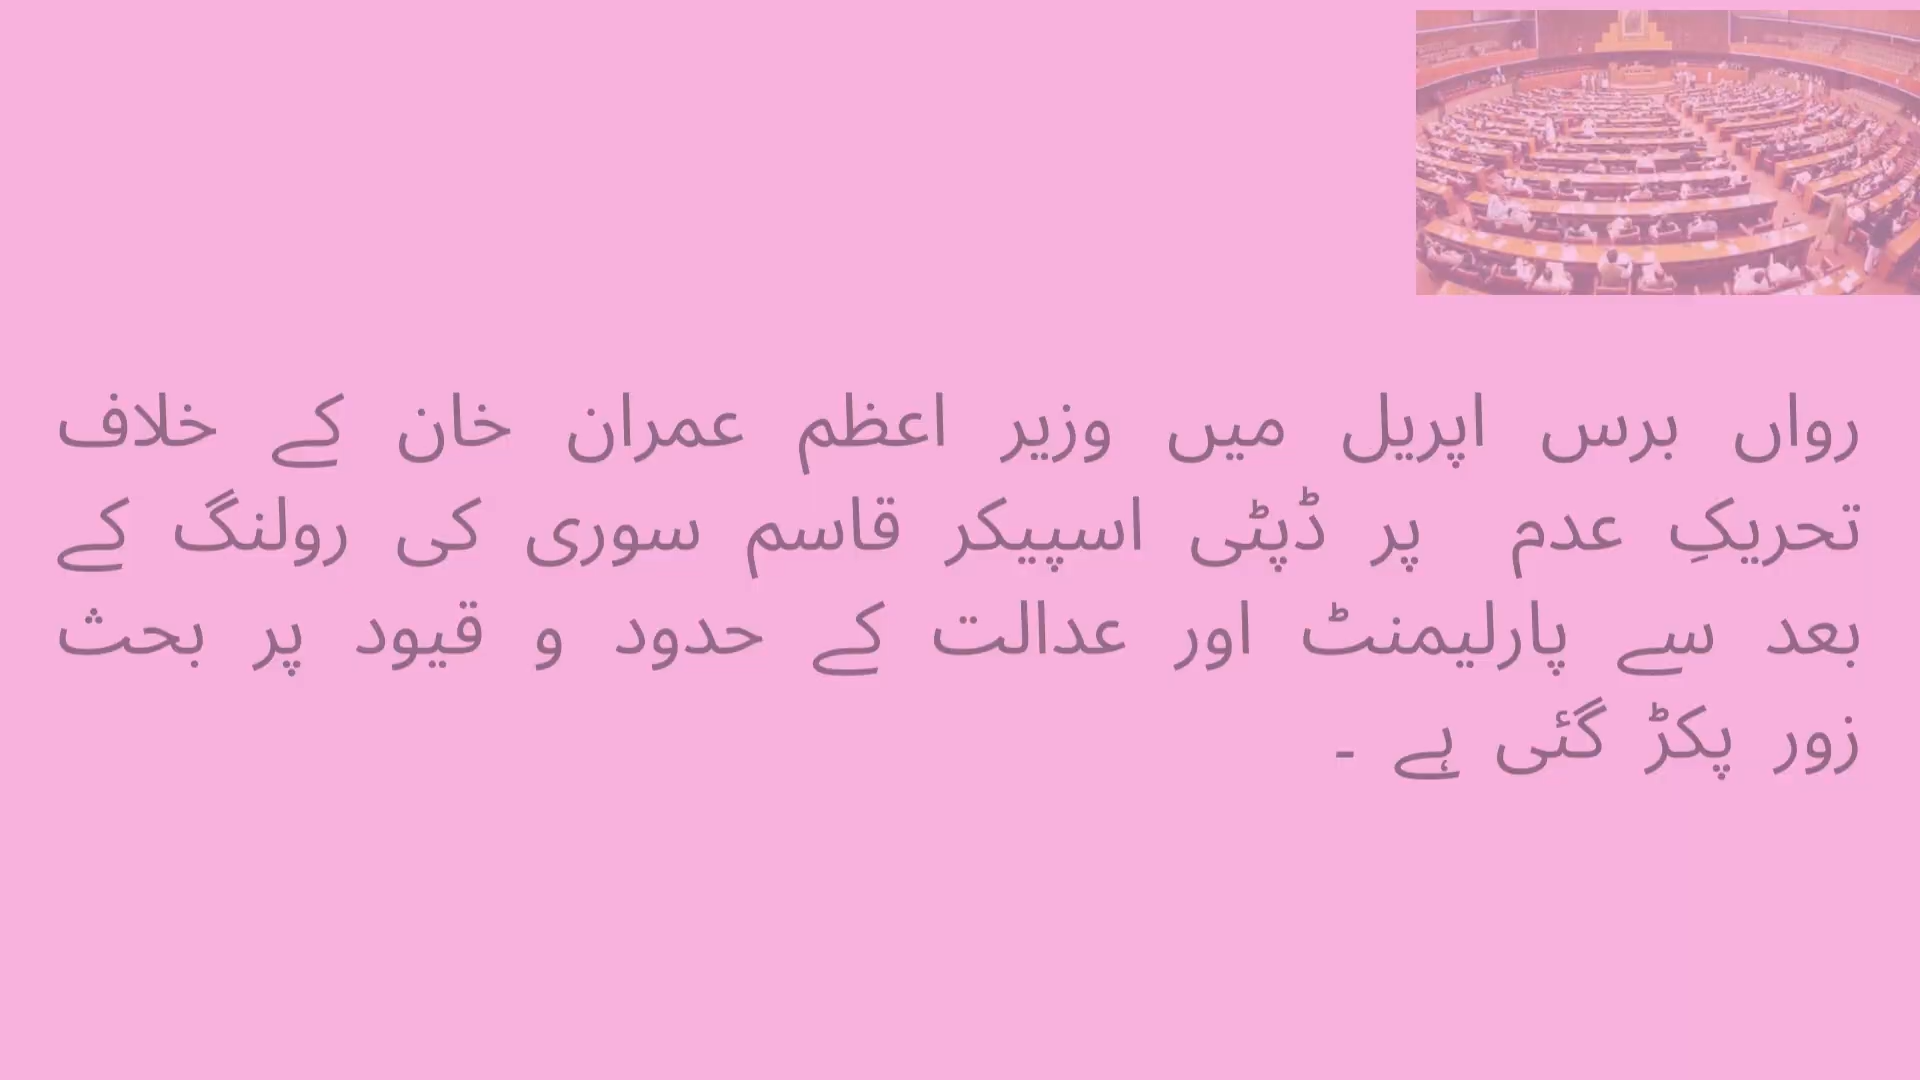 رواں برس اپریل میں وزیر اعظم عمران خان کے خلاف
تحریکِ عدم پر ڈپٹی اسپیکر قاسم سوری کی رولنگ کے
بعد سے پارلیمنٹ اور عدالت کے حدود و قیود پر بحث
زور پکڑ گئی ہے ۔